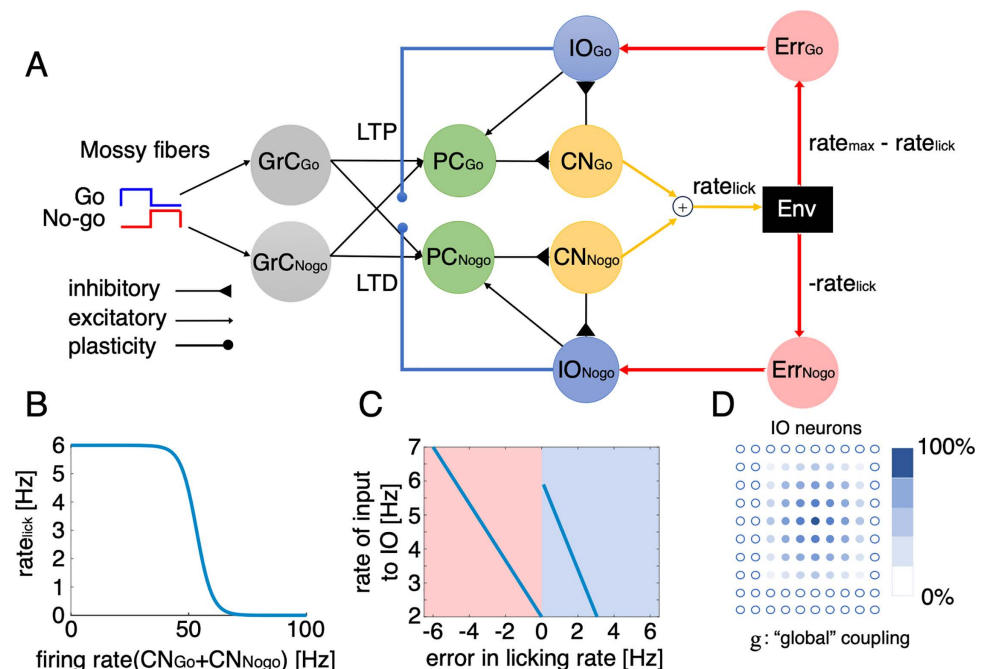 A
IOGo
ErrGo
LTP
Mossy fibers
GrCGo
PCGo
CNGo
ratemax - ratelick
Go
No-go
ratelick
+
Env
GrCNogo
PCNogo
CNNogo
LTD
-ratelick
inhibitory
excitatory
plasticity
IONogo
ErrNogo
B
ratelick [Hz]
6
5
4
3
2
1
0
0 50 100
firing rate(CNGo+CNNogo) [Hz]
C
rate of input
to IO [Hz]
7
6
5
4
3
2
-6 -4 -2 0 2 4 6
error in licking rate [Hz]
D
IO neurons
100%
0%
g: "global" coupling